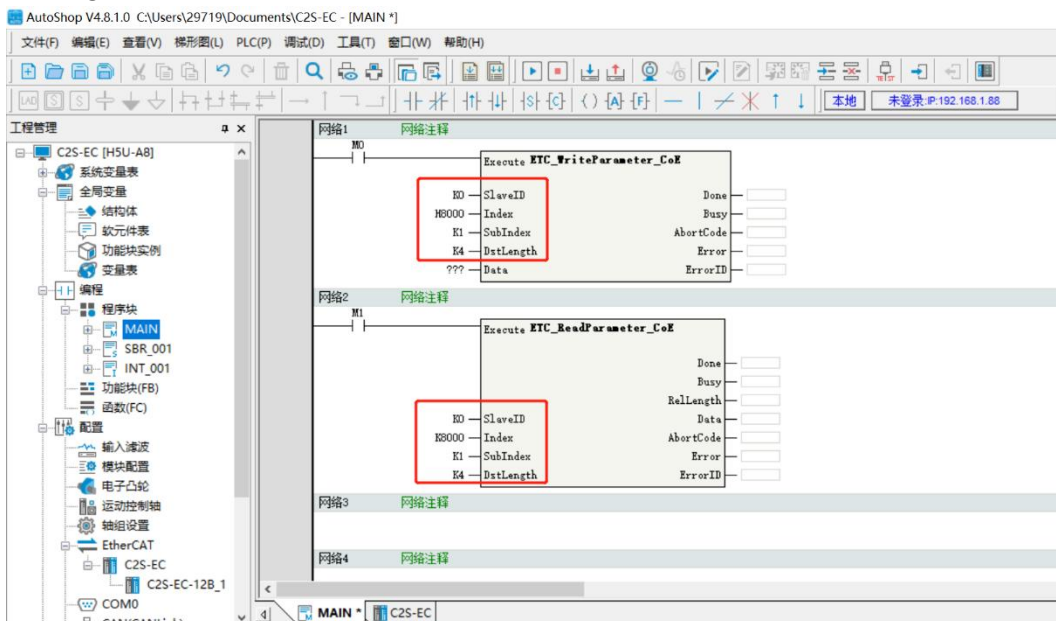 AutoShop V4.8.1.0 C:\Users\29719\Documents\C2S-EC - [MAIN *]
文件(F) 编辑(E) 查看(V) 梯形图(L) PLC(P) 调试(D) 工具(T) 窗口(W) 帮助(H)
LAD S S S C ( ) A F 本地 未登录:IP:192.168.1.88
工程管理
C2S-EC [H5U-A8]
系统变量表
全局变量
结构体
软元件表
功能块实例
变量表
编程
程序块
MAIN
SBR_001
INT_001
功能块(FB)
函数(FC)
配置
输入滤波
模块配置
电子凸轮
运动控制轴
轴组设置
EtherCAT
C2S-EC
C2S-EC-12B_1
COM0
网络1 网络注释
M0
Execute ETC_WriteParameter_CoE
K0 SlaveID Done
H8000 Index Busy
K1 SubIndex AbortCode
K4 DstLength Error
??? Data ErrorID
网络2 网络注释
M1
Execute ETC_ReadParameter_CoE
Done
Busy
RelLength
K0 SlaveID Data
K8000 Index AbortCode
K1 SubIndex Error
K4 DstLength ErrorID
网络3 网络注释
网络4 网络注释
MAIN * C2S-EC